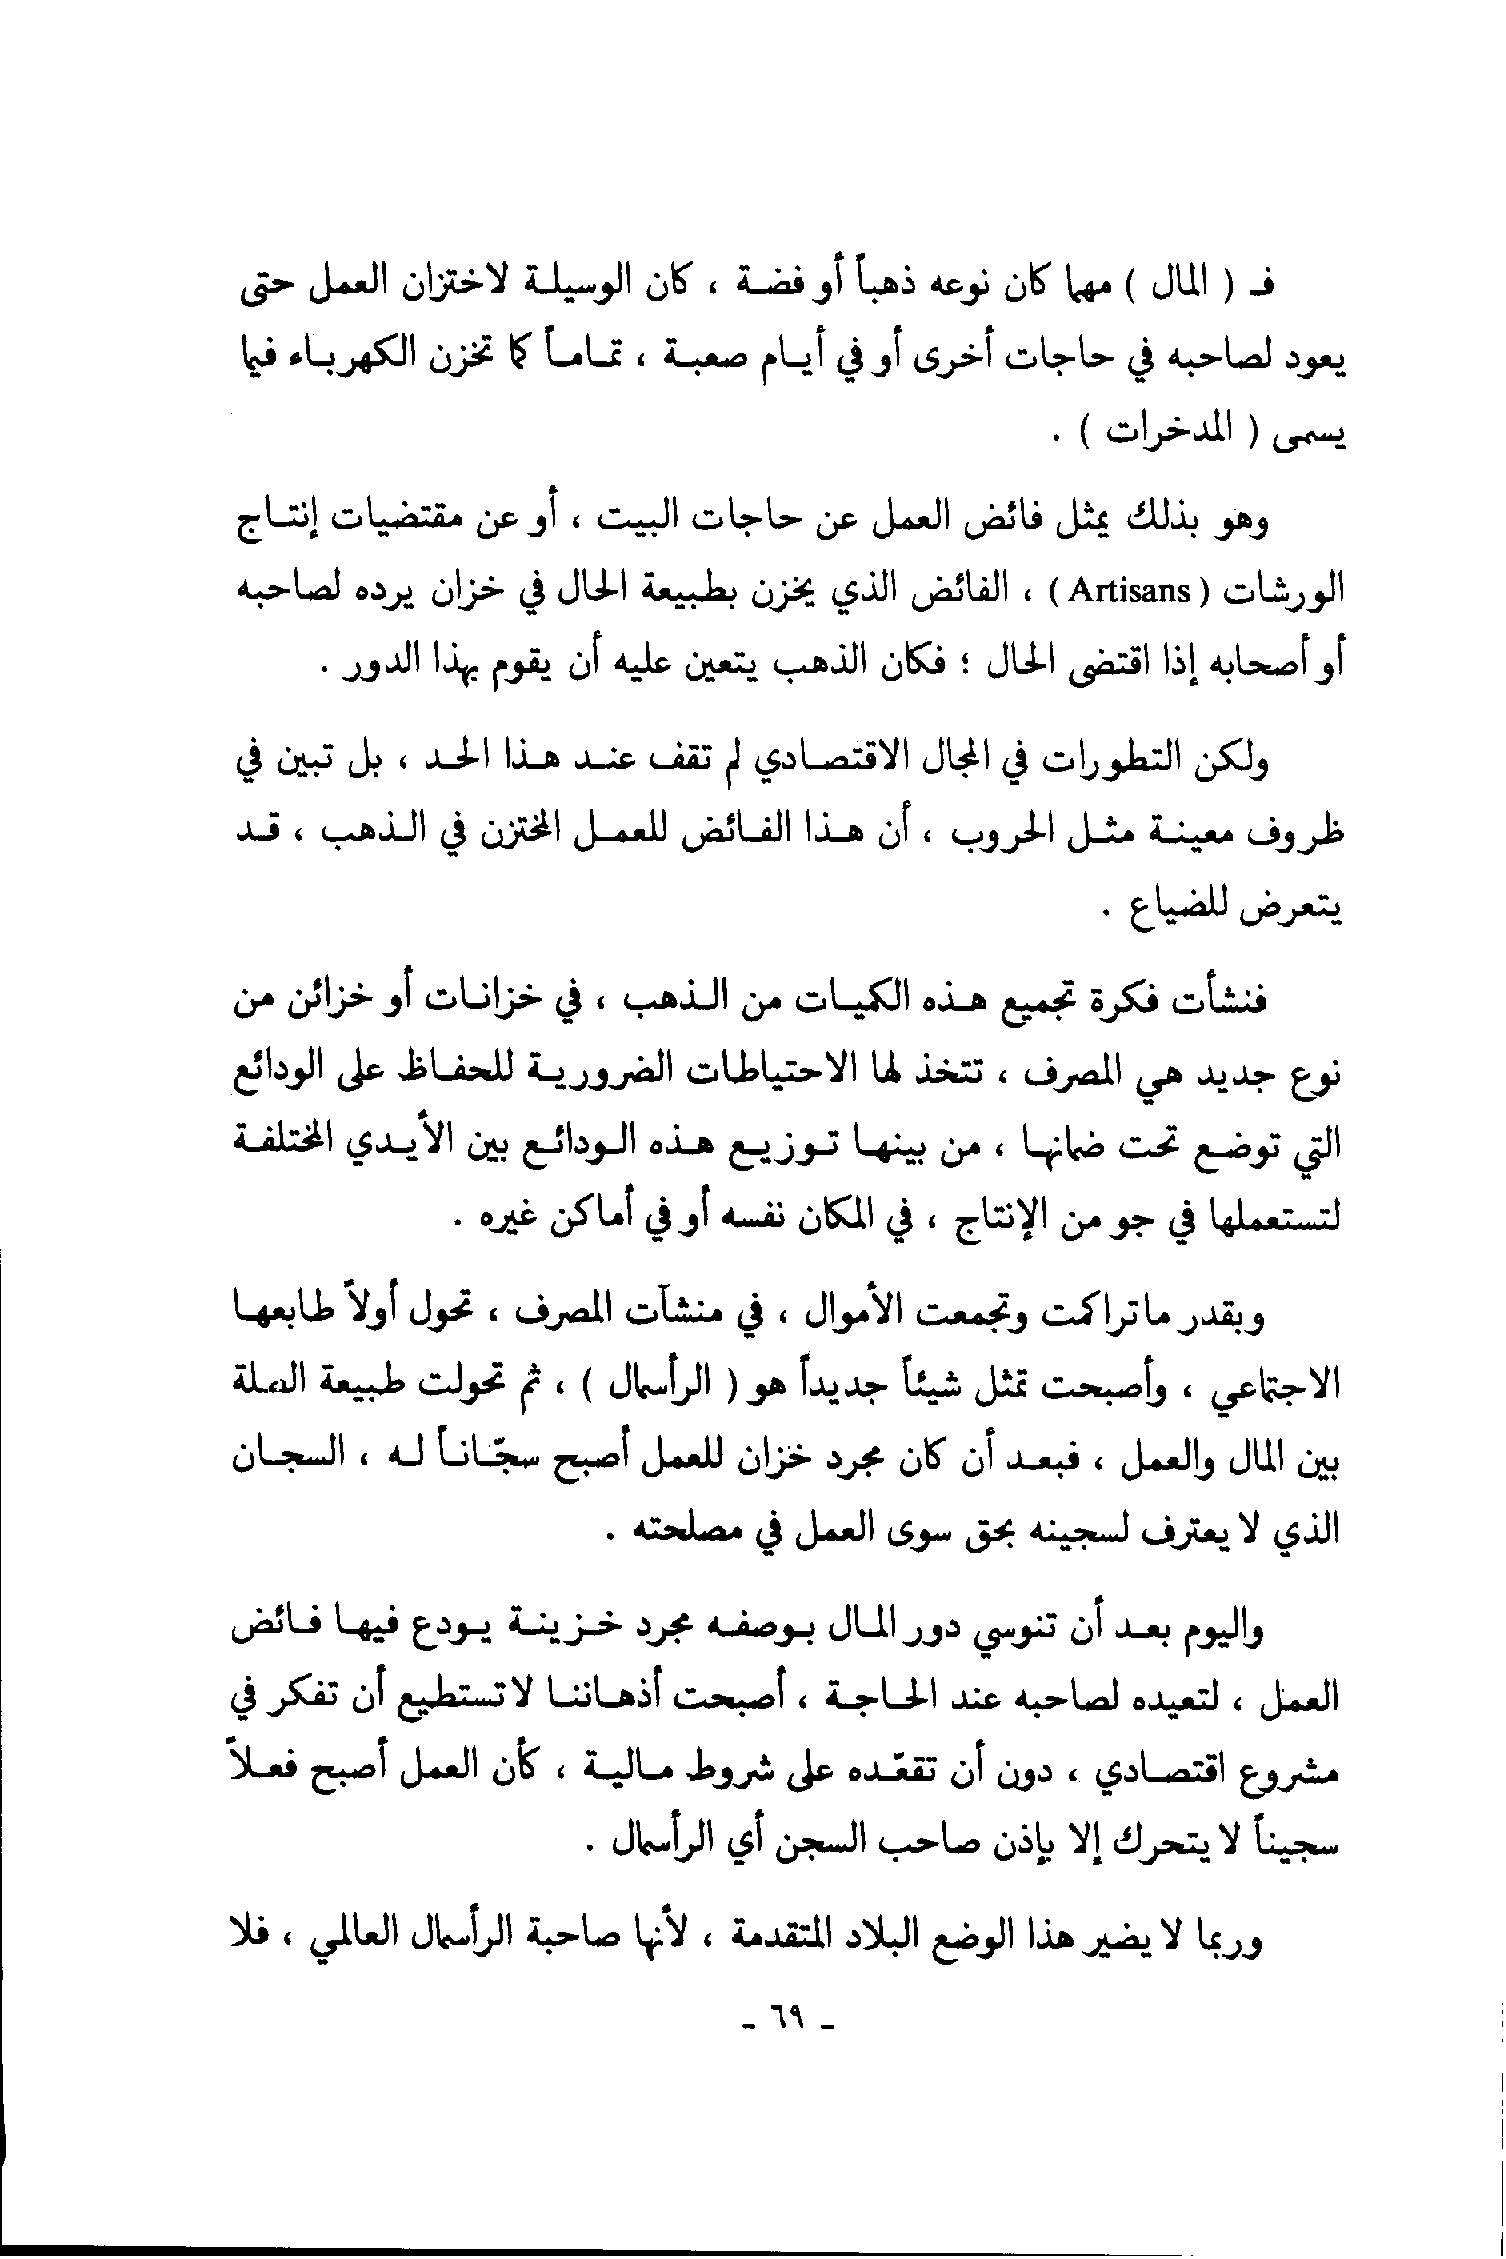 فـ ( المال ) مهما كان نوعه ذهباً أو فضة ، كان الوسيلة لاختزان العمل حتى
يعود لصاحبه في حاجات أخرى أو في أيام صعبة ، تماماً كما تخزن الكهرباء فيما
يسمى ( المدخرات ) .
وهو بذلك يمثل فائض العمل عن حاجات البيت ، أو عن مقتضيات إنتاج
الورشات ( Artisans ) ، الفائض الذي يخزن بطبيعة الحال في خزان يرده لصاحبه
أو أصحابه إذا اقتضى الحال ؛ فكان الذهب يتعين عليه أن يقوم بهذا الدور .
ولكن التطورات في المجال الاقتصادي لم تقف عند هذا الحد ، بل تبين في
ظروف معينة مثل الحروب ، أن هذا الفائض للعمل المختزن في الذهب ، قد
يتعرض للضياع .
فنشأت فكرة تجميع هذه الكميات من الذهب ، في خزانات أو خزائن من
نوع جديد هي المصرف ، تتخذ لها الاحتياطات الضرورية للحفاظ على الودائع
التي توضع تحت ضمانها ، من بينها توزيع هذه الودائع بين الأيدي المختلفة
لتستعملها في جو من الإنتاج ، في المكان نفسه أو في أماكن غيره .
وبقدر ماتراكمت وتجمعت الأموال ، في منشآت المصرف ، تحول أولاً طابعها
الاجتماعي ، وأصبحت تمثل شيئاً جديداً هو ( الرأسمال ) ، ثم تحولت طبيعة الصلة
بين المال والعمل ، فبعد أن كان مجرد خزان للعمل أصبح سجّاناً له ، السجان
الذي لا يعترف لسجينه بحق سوى العمل في مصلحته .
واليوم بعد أن تنوسي دور المال بوصفه مجرد خزينة يودع فيها فائض
العمل ، لتعيده لصاحبه عند الحاجة ، أصبحت أذهاننا لاتستطيع أن تفكر في
مشروع اقتصادي ، دون أن تقعّده على شروط مالية ، كأن العمل أصبح فعلاً
سجيناً لا يتحرك إلا بإذن صاحب السجن أي الرأسمال .
وربما لا يضير هذا الوضع البلاد المتقدمة ، لأنها صاحبة الرأسمال العالمي ، فلا
ـ ٦٩ ـ